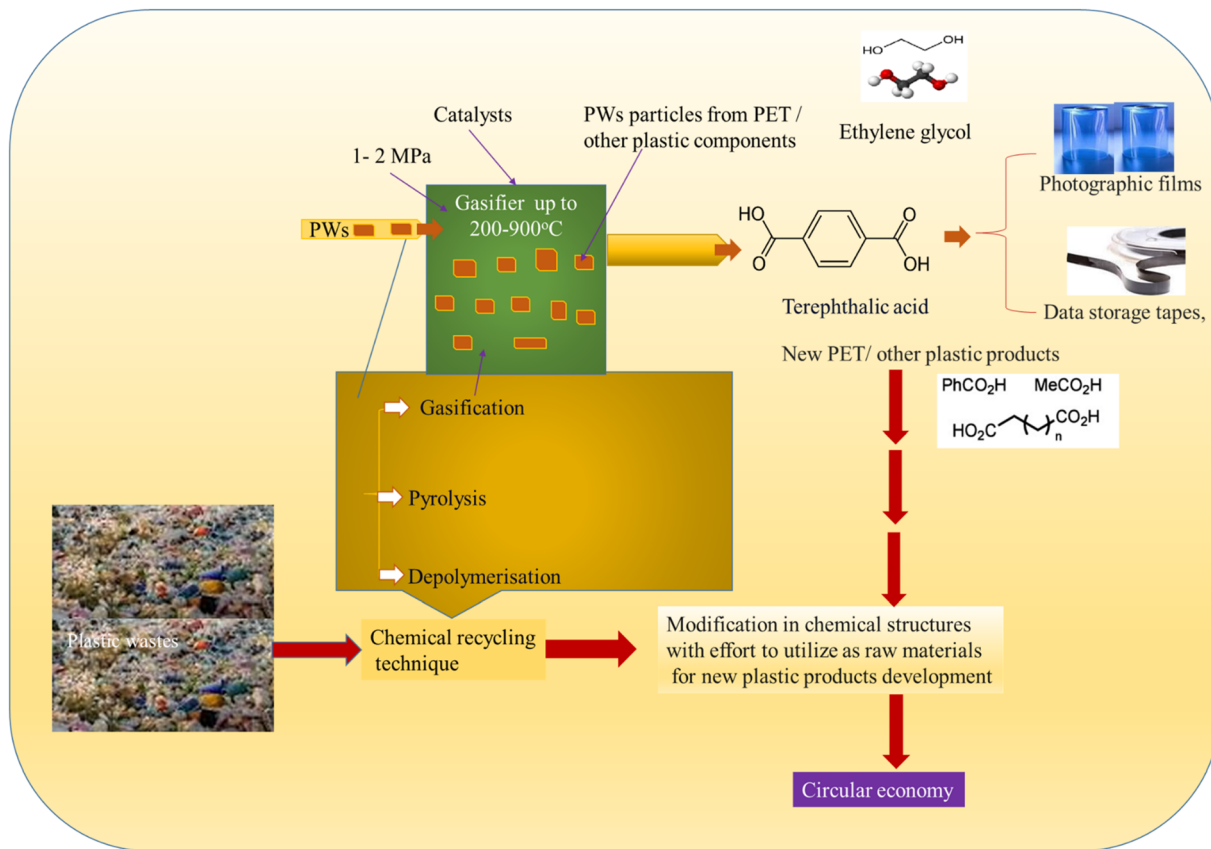 HO
OH
Ethylene glycol
Catalysts
PWs particles from PET /
other plastic components
1- 2 MPa
Gasifier up to
200-900°C
PWs
HO
O
O
OH
Terephthalic acid
Photographic films
Data storage tapes,
New PET/ other plastic products
PhCO₂H MeCO₂H
HO₂C CO₂H
n
Gasification
Pyrolysis
Depolymerisation
Plastic wastes
Chemical recycling
technique
Modification in chemical structures
with effort to utilize as raw materials
for new plastic products development
Circular economy